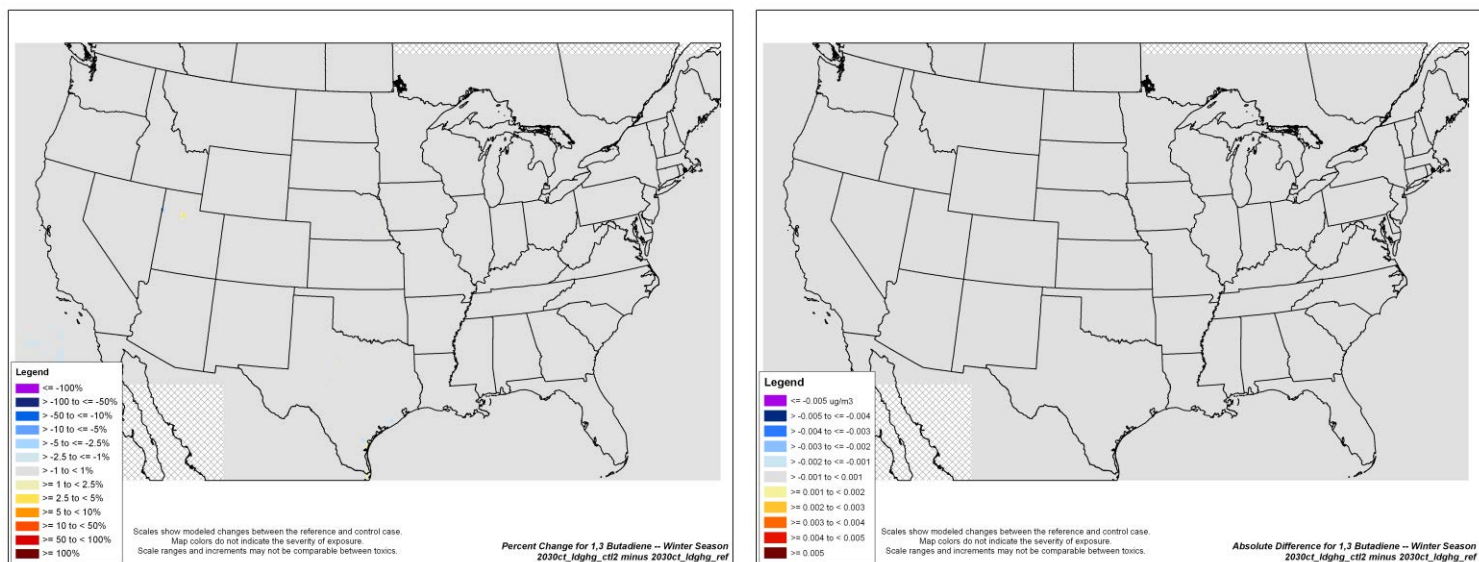 Legend
<= -100%
> -100 to <= -50%
> -50 to <= -10%
> -10 to <= -5%
> -5 to <= -2.5%
> -2.5 to <= -1%
> -1 to < 1%
>= 1 to < 2.5%
>= 2.5 to < 5%
>= 5 to < 10%
>= 10 to < 50%
>= 50 to < 100%
>= 100%
Scales show modeled changes between the reference and control case.
Map colors do not indicate the severity of exposure.
Scale ranges and increments may not be comparable between toxics.
Percent Change for 1,3 Butadiene -- Winter Season
2030ct_ldghg_ctl2 minus 2030ct_ldghg_ref
Legend
<= -0.005 ug/m3
> -0.005 to <= -0.004
> -0.004 to <= -0.003
> -0.003 to <= -0.002
> -0.002 to <= -0.001
> -0.001 to < 0.001
>= 0.001 to < 0.002
>= 0.002 to < 0.003
>= 0.003 to < 0.004
>= 0.004 to < 0.005
>= 0.005
Scales show modeled changes between the reference and control case.
Map colors do not indicate the severity of exposure.
Scale ranges and increments may not be comparable between toxics.
Absolute Difference for 1,3 Butadiene -- Winter Season
2030ct_ldghg_ctl2 minus 2030ct_ldghg_ref